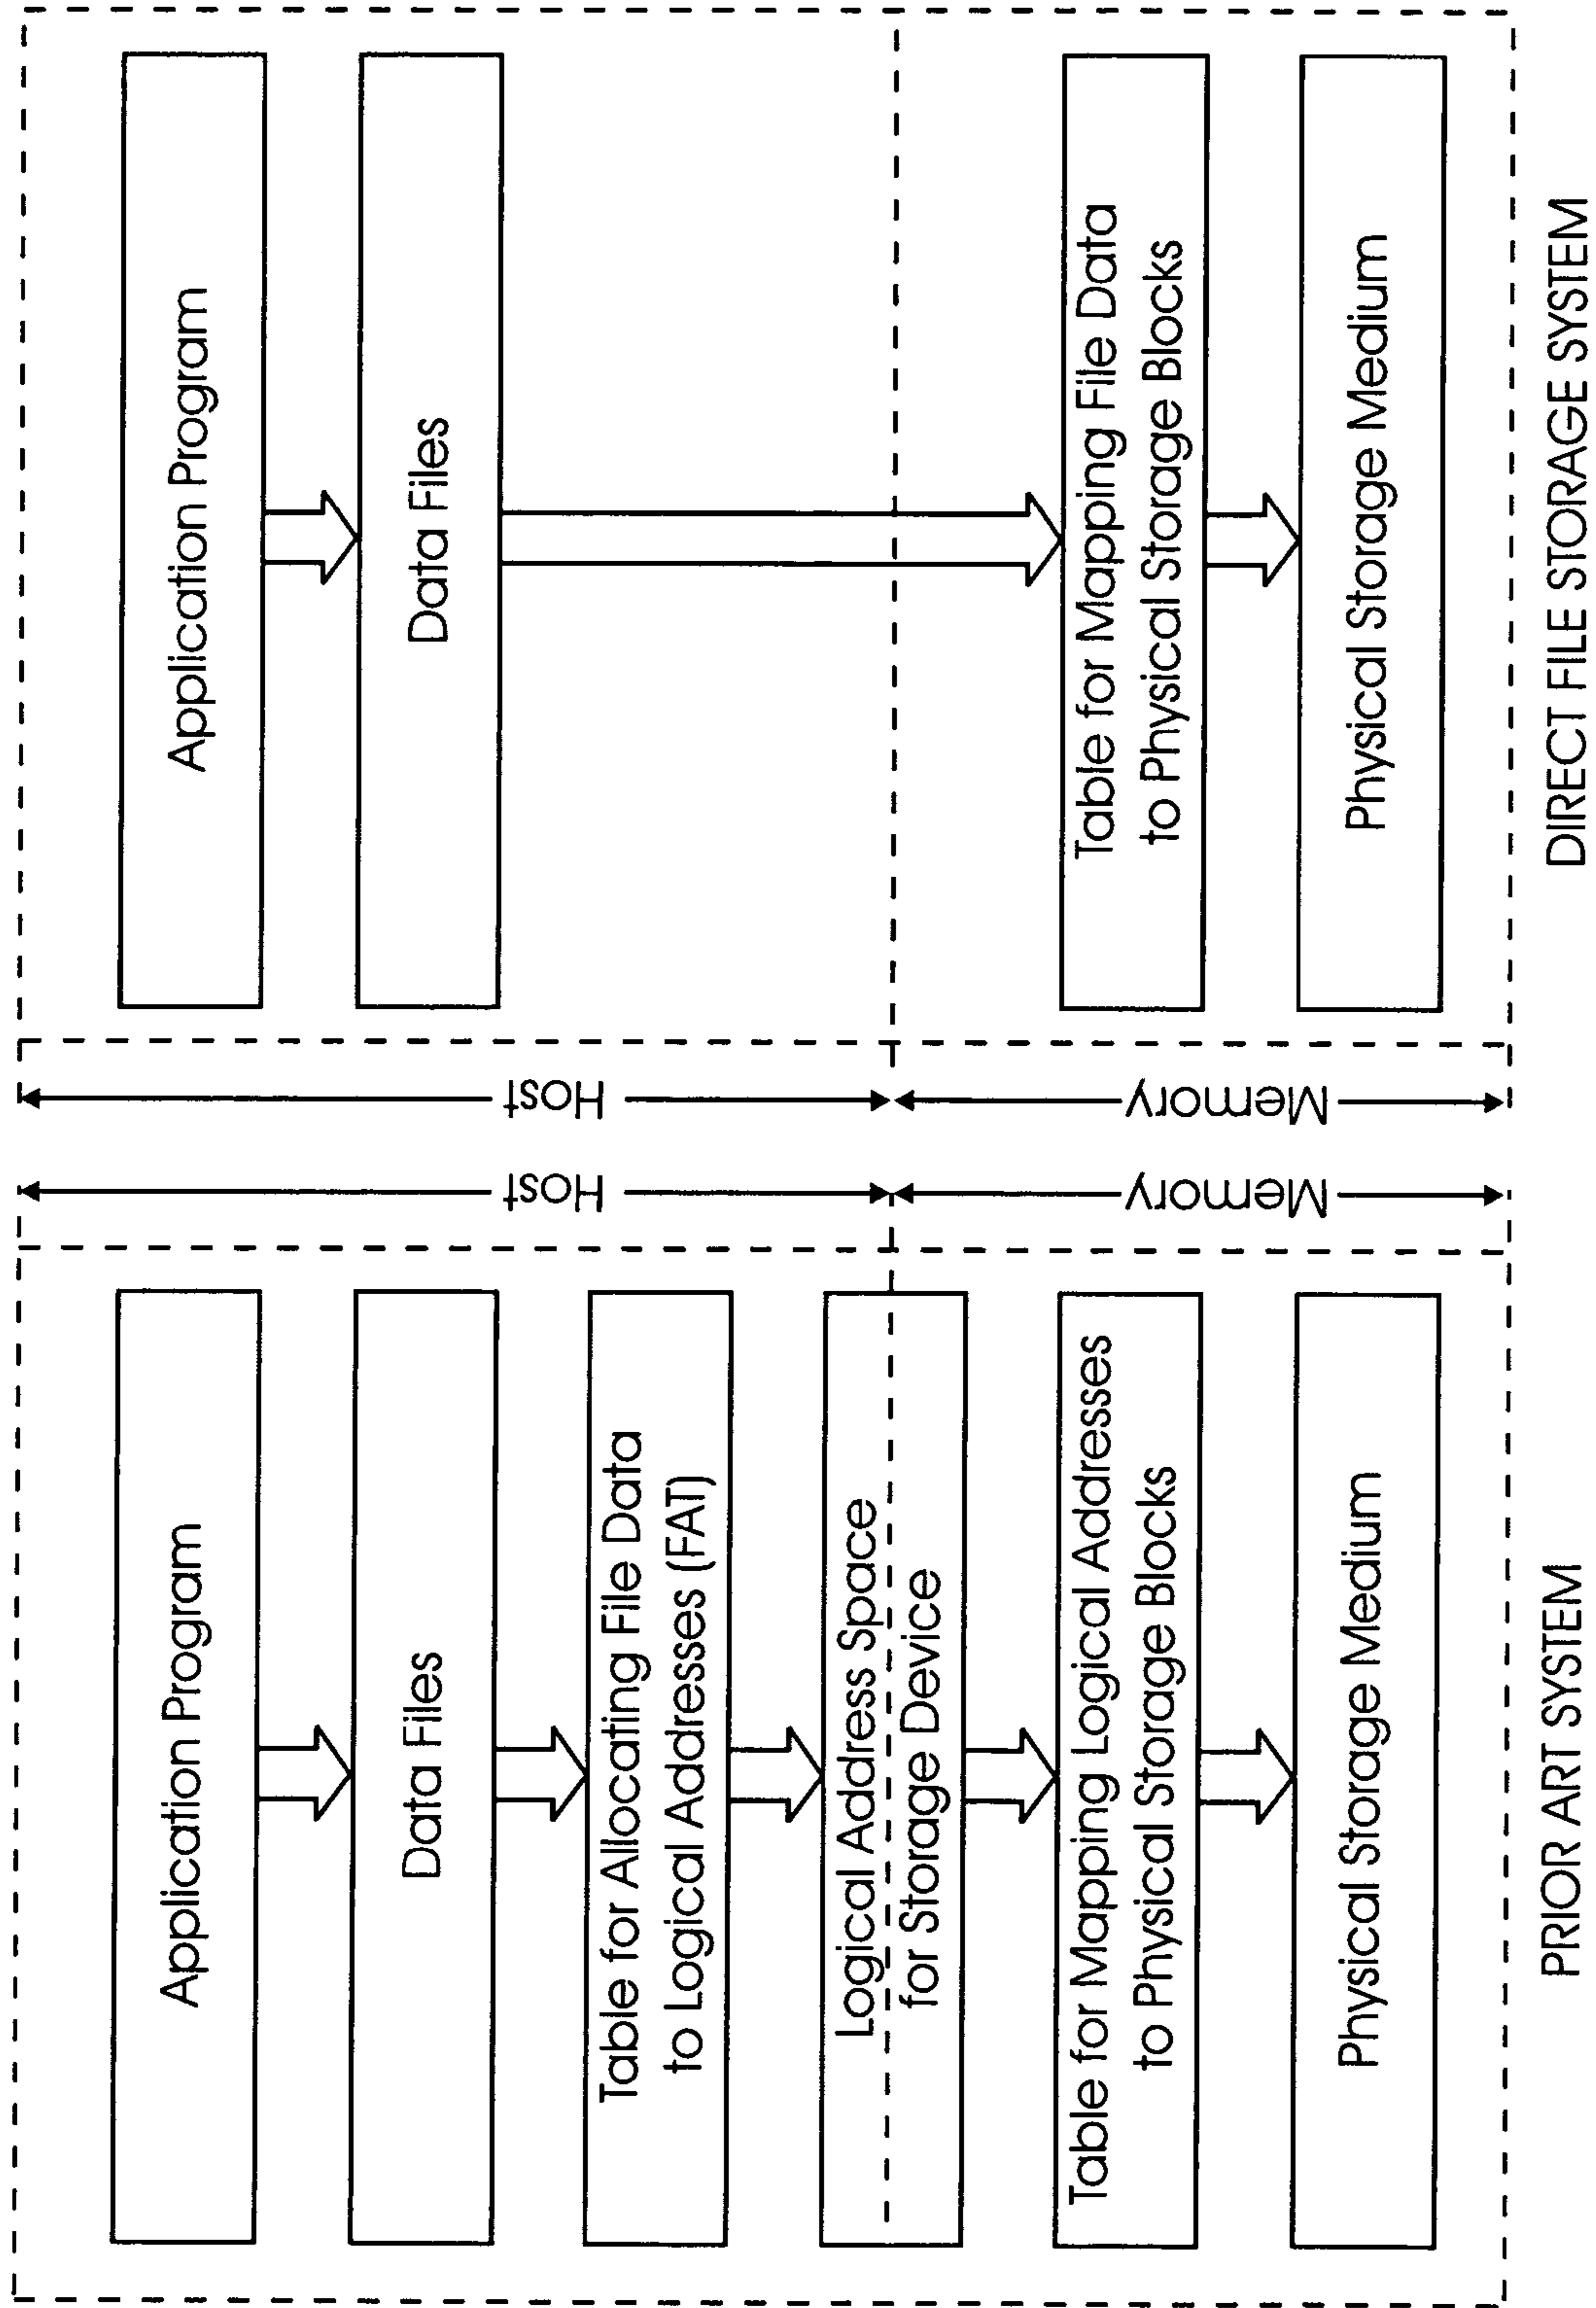 Application Program
Data Files
Table for Allocating File Data
to Logical Addresses (FAT)
Logical Address Space
for Storage Device
Table for Mapping Logical Addresses
to Physical Storage Blocks
Physical Storage Medium
PRIOR ART SYSTEM
Host
Memory
Host
Memory
Application Program
Data Files
Table for Mapping File Data
to Physical Storage Blocks
Physical Storage Medium
DIRECT FILE STORAGE SYSTEM